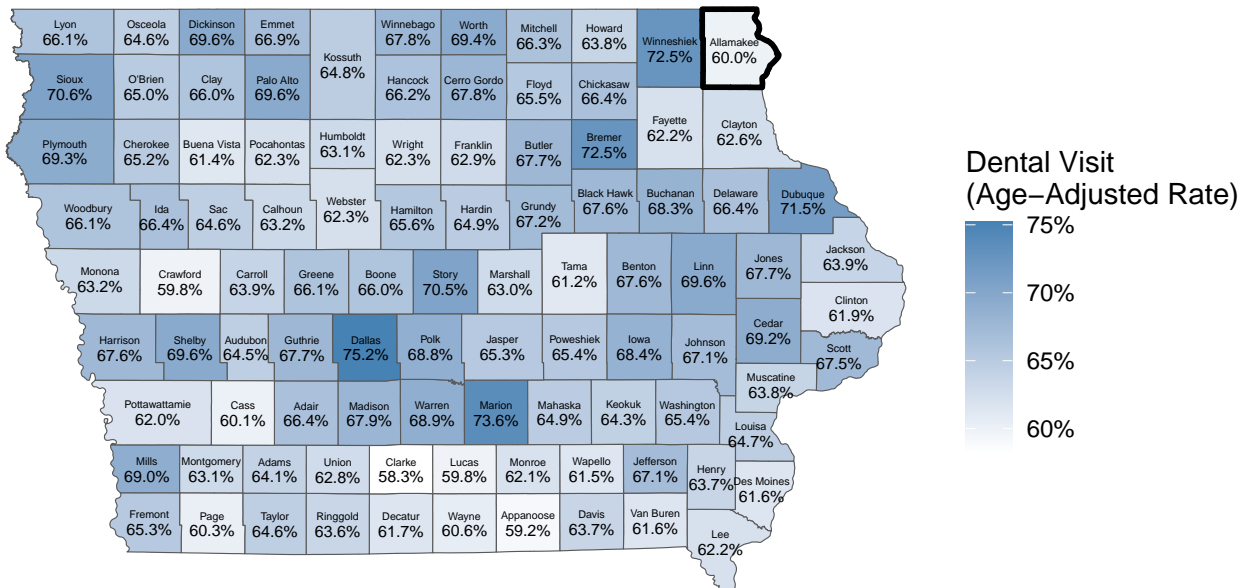 Lyon
66.1%
Osceola
64.6%
Dickinson
69.6%
Emmet
66.9%
Kossuth
64.8%
Winnebago
67.8%
Worth
69.4%
Mitchell
66.3%
Howard
63.8%
Winneshiek
72.5%
Allamakee
60.0%
Sioux
70.6%
O'Brien
65.0%
Clay
66.0%
Palo Alto
69.6%
Hancock
66.2%
Cerro Gordo
67.8%
Floyd
65.5%
Chickasaw
66.4%
Fayette
62.2%
Clayton
62.6%
Plymouth
69.3%
Cherokee
65.2%
Buena Vista
61.4%
Pocahontas
62.3%
Humboldt
63.1%
Wright
62.3%
Franklin
62.9%
Butler
67.7%
Bremer
72.5%
Woodbury
66.1%
Ida
66.4%
Sac
64.6%
Calhoun
63.2%
Webster
62.3%
Hamilton
65.6%
Hardin
64.9%
Grundy
67.2%
Black Hawk
67.6%
Buchanan
68.3%
Delaware
66.4%
Dubuque
71.5%
Monona
63.2%
Crawford
59.8%
Carroll
63.9%
Greene
66.1%
Boone
66.0%
Story
70.5%
Marshall
63.0%
Tama
61.2%
Benton
67.6%
Linn
69.6%
Jones
67.7%
Jackson
63.9%
Clinton
61.9%
Harrison
67.6%
Shelby
69.6%
Audubon
64.5%
Guthrie
67.7%
Dallas
75.2%
Polk
68.8%
Jasper
65.3%
Poweshiek
65.4%
Iowa
68.4%
Johnson
67.1%
Cedar
69.2%
Scott
67.5%
Muscatine
63.8%
Pottawattamie
62.0%
Cass
60.1%
Adair
66.4%
Madison
67.9%
Warren
68.9%
Marion
73.6%
Mahaska
64.9%
Keokuk
64.3%
Washington
65.4%
Louisa
64.7%
Mills
69.0%
Montgomery
63.1%
Adams
64.1%
Union
62.8%
Clarke
58.3%
Lucas
59.8%
Monroe
62.1%
Wapello
61.5%
Jefferson
67.1%
Henry
63.7%
Des Moines
61.6%
Fremont
65.3%
Page
60.3%
Taylor
64.6%
Ringgold
63.6%
Decatur
61.7%
Wayne
60.6%
Appanoose
59.2%
Davis
63.7%
Van Buren
61.6%
Lee
62.2%
Dental Visit
(Age−Adjusted Rate)
75%
70%
65%
60%